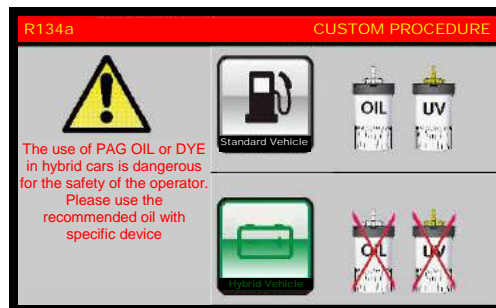 R134a CUSTOM PROCEDURE
The use of PAG OIL or DYE
in hybrid cars is dangerous
for the safety of the operator.
Please use the
recommended oil with
specific device
Standard Vehicle
OIL UV
Hybrid Vehicle
OIL UV